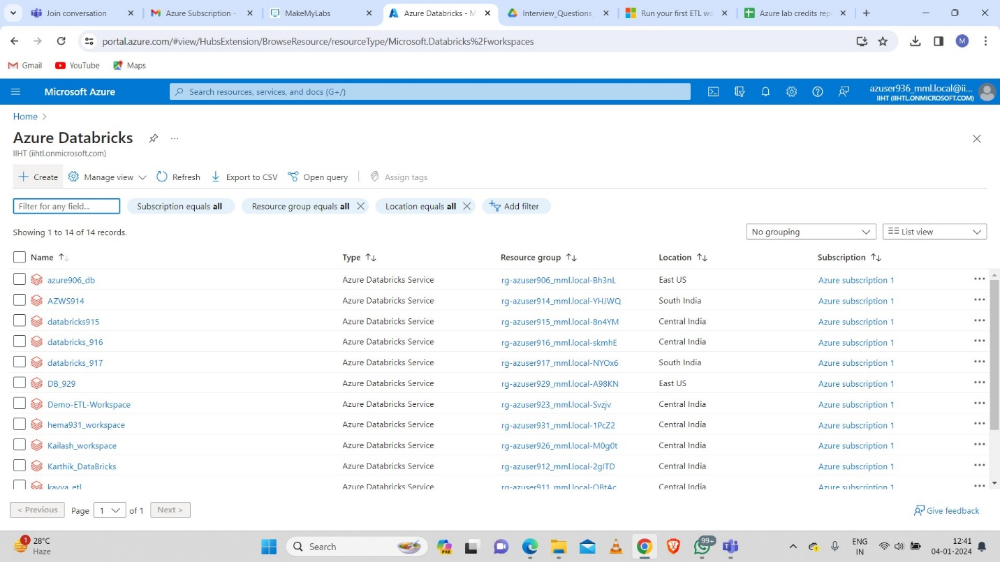 Join conversation
Azure Subscription -
MakeMyLabs
Azure Databricks - M
Interview_Questions_
Run your first ETL wo
Azure lab credits rep
portal.azure.com/#view/HubsExtension/BrowseResource/resourceType/Microsoft.Databricks%2Fworkspaces
M
Gmail
YouTube
Maps
Microsoft Azure
Search resources, services, and docs (G+/)
azuser936_mml.local@ii...
IIHT (IIHTL.ONMICROSOFT.COM)
Home >
Azure Databricks
...
IIHT (iihtl.onmicrosoft.com)
Create
Manage view
Refresh
Export to CSV
Open query
Assign tags
Filter for any field...
Subscription equals all
Resource group equals all
Location equals all
Add filter
Showing 1 to 14 of 14 records.
No grouping
List view
Name Type Resource group Location Subscription
azure906_db Azure Databricks Service rg-azuser906_mml.local-Bh3nL East US Azure subscription 1
AZWS914 Azure Databricks Service rg-azuser914_mml.local-YHJWQ South India Azure subscription 1
databricks915 Azure Databricks Service rg-azuser915_mml.local-8n4YM Central India Azure subscription 1
databricks_916 Azure Databricks Service rg-azuser916_mml.local-skmhE Central India Azure subscription 1
databricks_917 Azure Databricks Service rg-azuser917_mml.local-NYOx6 South India Azure subscription 1
DB_929 Azure Databricks Service rg-azuser929_mml.local-A98KN East US Azure subscription 1
Demo-ETL-Workspace Azure Databricks Service rg-azuser923_mml.local-Svzjv Central India Azure subscription 1
hema931_workspace Azure Databricks Service rg-azuser931_mml.local-1PcZ2 Central India Azure subscription 1
Kailash_workspace Azure Databricks Service rg-azuser926_mml.local-M0g0t Central India Azure subscription 1
Karthik_DataBricks Azure Databricks Service rg-azuser912_mml.local-2gITD Central India Azure subscription 1
kavya_etl Azure Databricks Service rg-azuser911_mml.local-OBtAc Central India Azure subscription 1
< Previous
Page 1 of 1
Next >
Give feedback
1
28°C
Haze
Search
PRE
99+
ENG
IN
12:41
04-01-2024